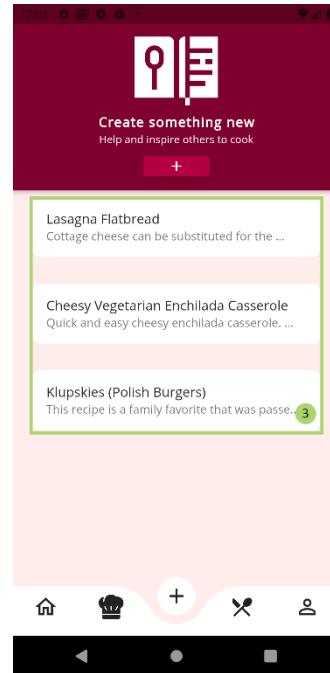 12:01
Create something new
Help and inspire others to cook
+
Lasagna Flatbread
Cottage cheese can be substituted for the ...
Cheesy Vegetarian Enchilada Casserole
Quick and easy cheesy enchilada casserole. ...
Klupskies (Polish Burgers)
This recipe is a family favorite that was passe...
3
+